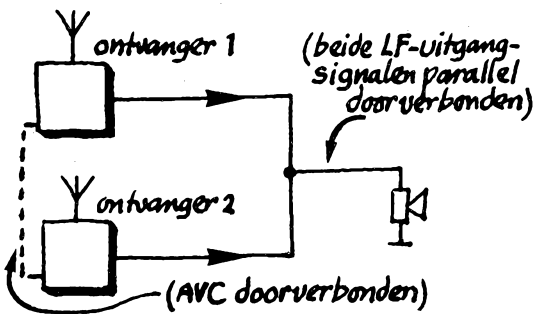 ontvanger 1
(beide LF-uitgang-
signalen parallel
doorverbonden)
ontvanger 2
(AVC doorverbonden)